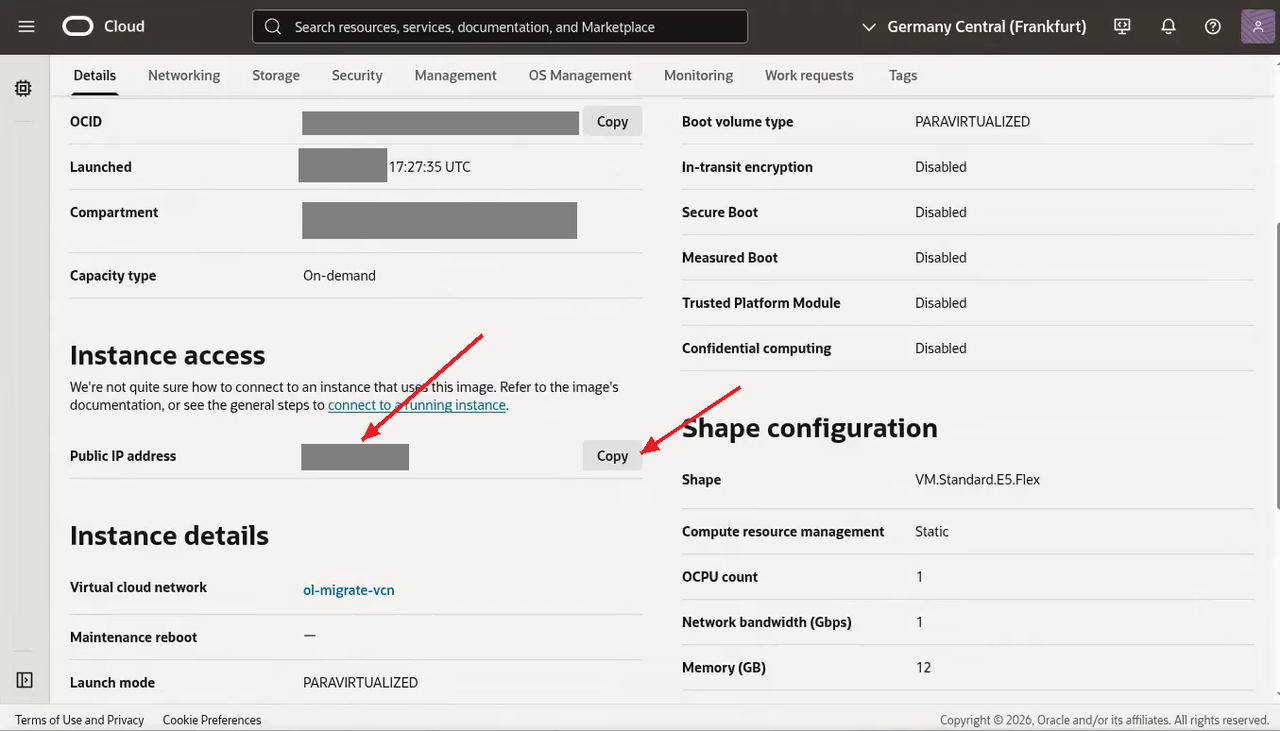 Cloud
Search resources, services, documentation, and Marketplace
Germany Central (Frankfurt)
Details
Networking
Storage
Security
Management
OS Management
Monitoring
Work requests
Tags
OCID
Copy
Launched
17:27:35 UTC
Compartment
Capacity type
On-demand
Instance access
We're not quite sure how to connect to an instance that uses this image. Refer to the image's
documentation, or see the general steps to connect to a running instance.
Public IP address
Copy
Instance details
Virtual cloud network
ol-migrate-vcn
Maintenance reboot
—
Launch mode
PARAVIRTUALIZED
Boot volume type
PARAVIRTUALIZED
In-transit encryption
Disabled
Secure Boot
Disabled
Measured Boot
Disabled
Trusted Platform Module
Disabled
Confidential computing
Disabled
Shape configuration
Shape
VM.Standard.E5.Flex
Compute resource management
Static
OCPU count
1
Network bandwidth (Gbps)
1
Memory (GB)
12
Terms of Use and Privacy
Cookie Preferences
Copyright © 2026, Oracle and/or its affiliates. All rights reserved.